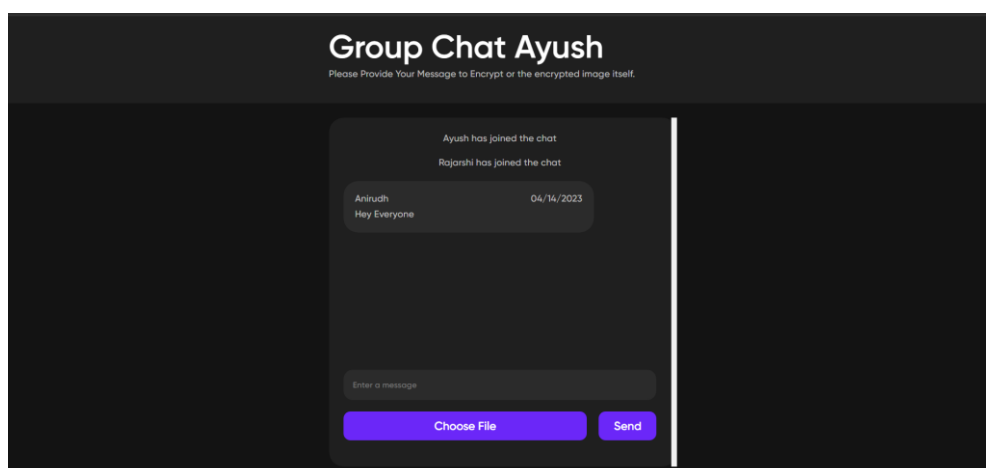 Group Chat Ayush
Please Provide Your Message to Encrypt or the encrypted image itself.
Ayush has joined the chat
Rajarshi has joined the chat
Anirudh 04/14/2023
Hey Everyone
Enter a message
Choose File Send